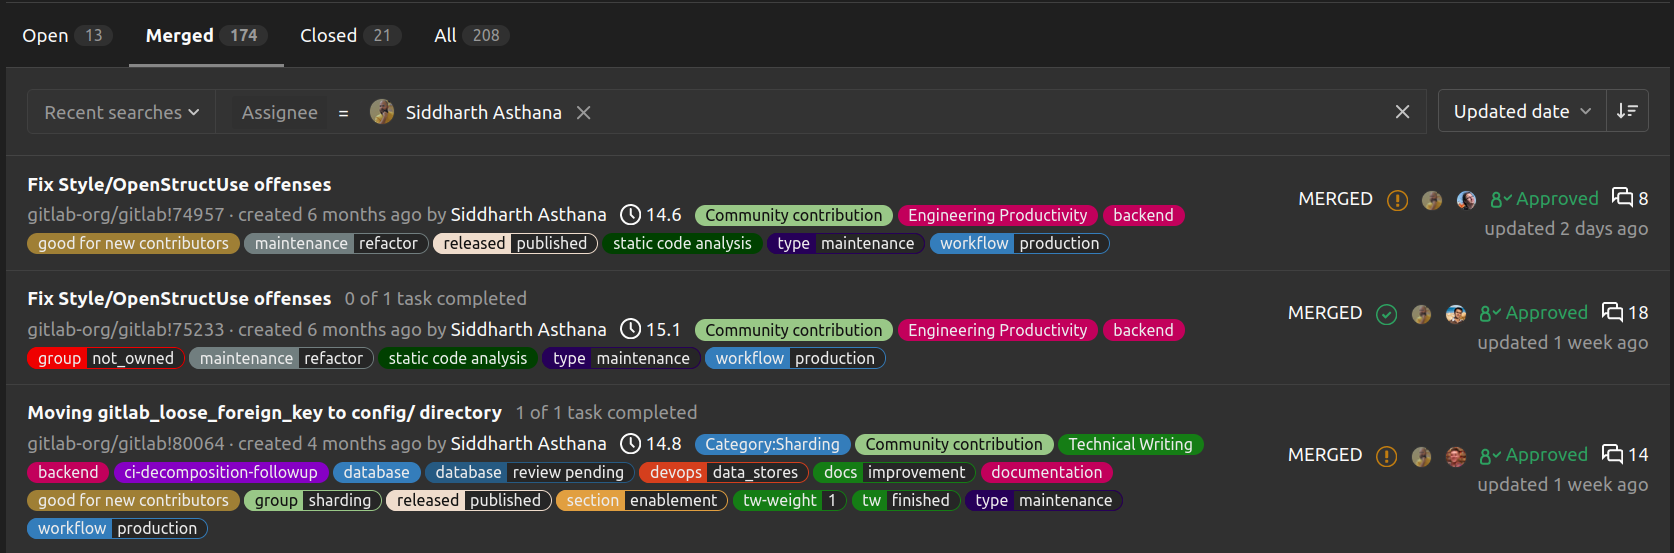 Open 13 Merged 174 Closed 21 All 208
Recent searches Assignee = Siddharth Asthana Updated date
Fix Style/OpenStructUse offenses
MERGED Approved 8
gitlab-org/gitlab!74957 · created 6 months ago by Siddharth Asthana 14.6 Community contribution Engineering Productivity backend
updated 2 days ago
good for new contributors maintenance refactor released published static code analysis type maintenance workflow production
Fix Style/OpenStructUse offenses 0 of 1 task completed
MERGED Approved 18
gitlab-org/gitlab!75233 · created 6 months ago by Siddharth Asthana 15.1 Community contribution Engineering Productivity backend
updated 1 week ago
group not_owned maintenance refactor static code analysis type maintenance workflow production
Moving gitlab_loose_foreign_key to config/ directory 1 of 1 task completed
gitlab-org/gitlab!80064 · created 4 months ago by Siddharth Asthana 14.8 Category:Sharding Community contribution Technical Writing
MERGED Approved 14
backend ci-decomposition-followup database database review pending devops data_stores docs improvement documentation
updated 1 week ago
good for new contributors group sharding released published section enablement tw-weight 1 tw finished type maintenance
workflow production